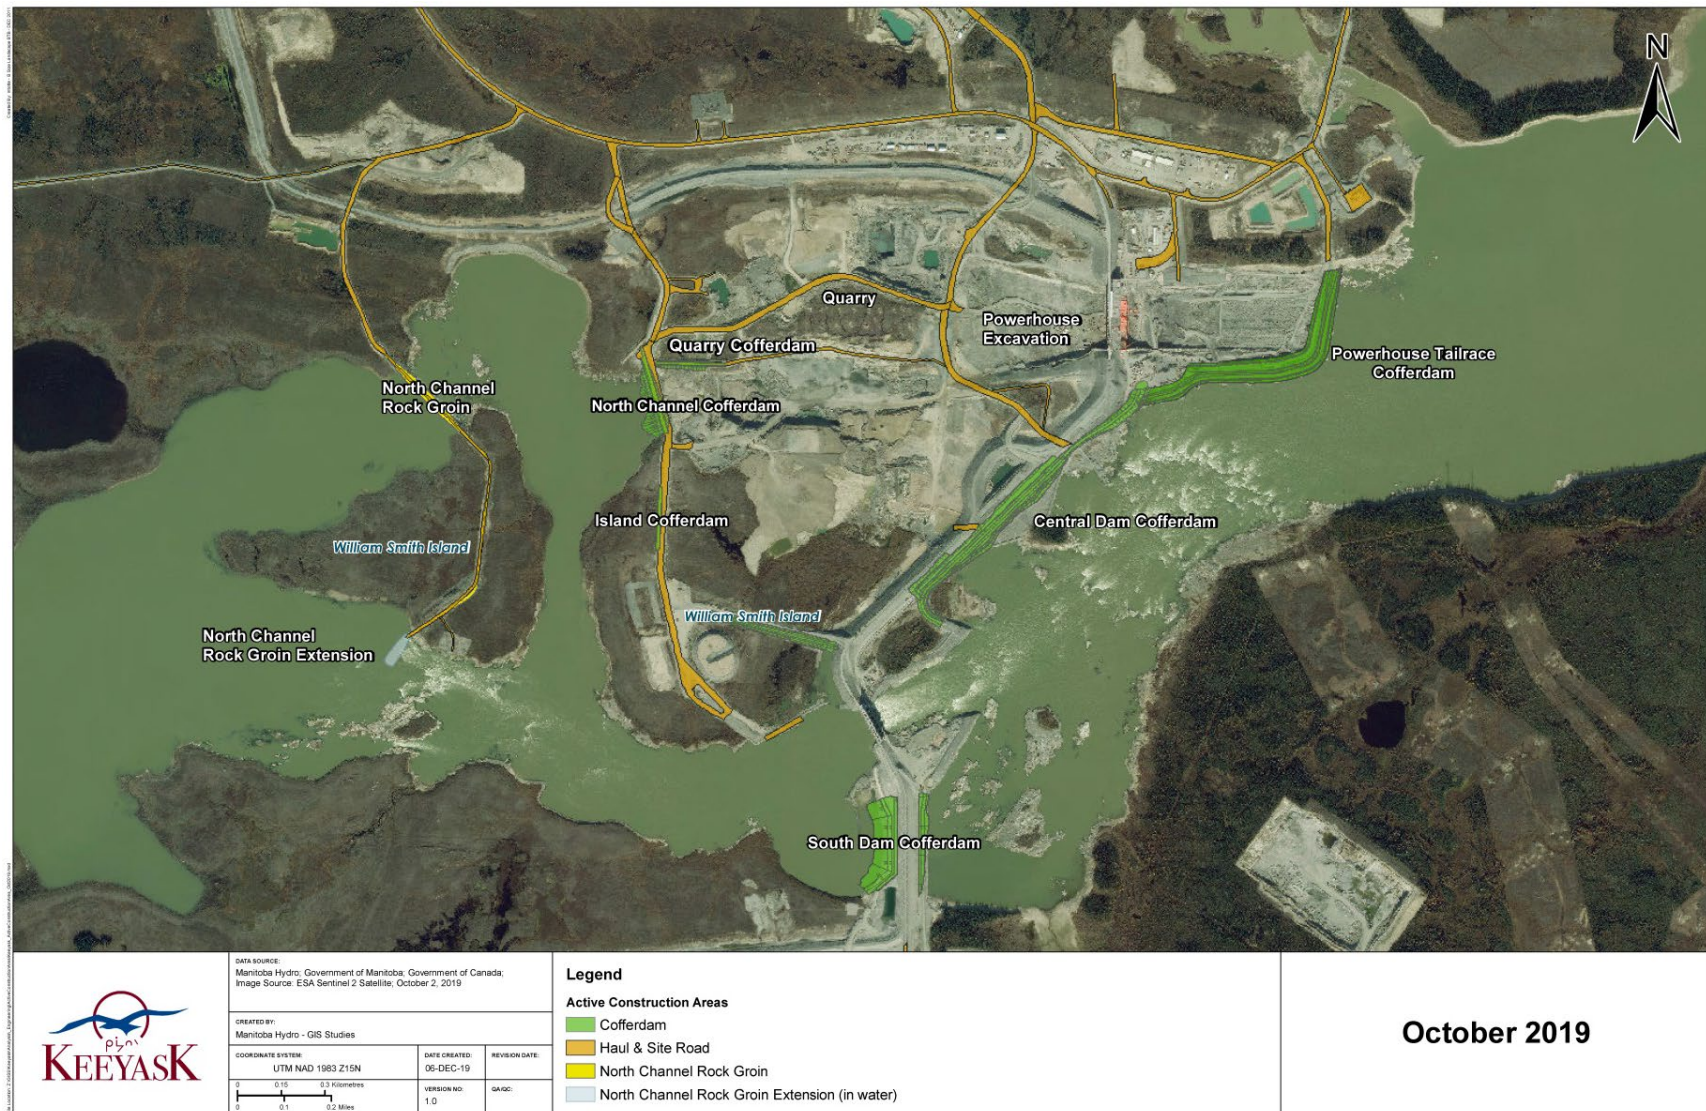 N
Quarry
Powerhouse
Excavation
Quarry Cofferdam
Powerhouse Tailrace
Cofferdam
North Channel
Rock Groin
North Channel Cofferdam
Island Cofferdam
Central Dam Cofferdam
William Smith Island
William Smith Island
North Channel
Rock Groin Extension
South Dam Cofferdam
KEEYASK
DATA SOURCE:
Manitoba Hydro; Government of Manitoba; Government of Canada;
Image Source: ESA Sentinel 2 Satellite; October 2, 2019
CREATED BY:
Manitoba Hydro - GIS Studies
COORDINATE SYSTEM:
UTM NAD 1983 Z15N
DATE CREATED:
06-DEC-19
REVISION DATE:
0 0.15 0.3 Kilometres
0 0.1 0.2 Miles
VERSION NO:
1.0
QA/QC:
Legend
Active Construction Areas
Cofferdam
Haul & Site Road
North Channel Rock Groin
North Channel Rock Groin Extension (in water)
October 2019